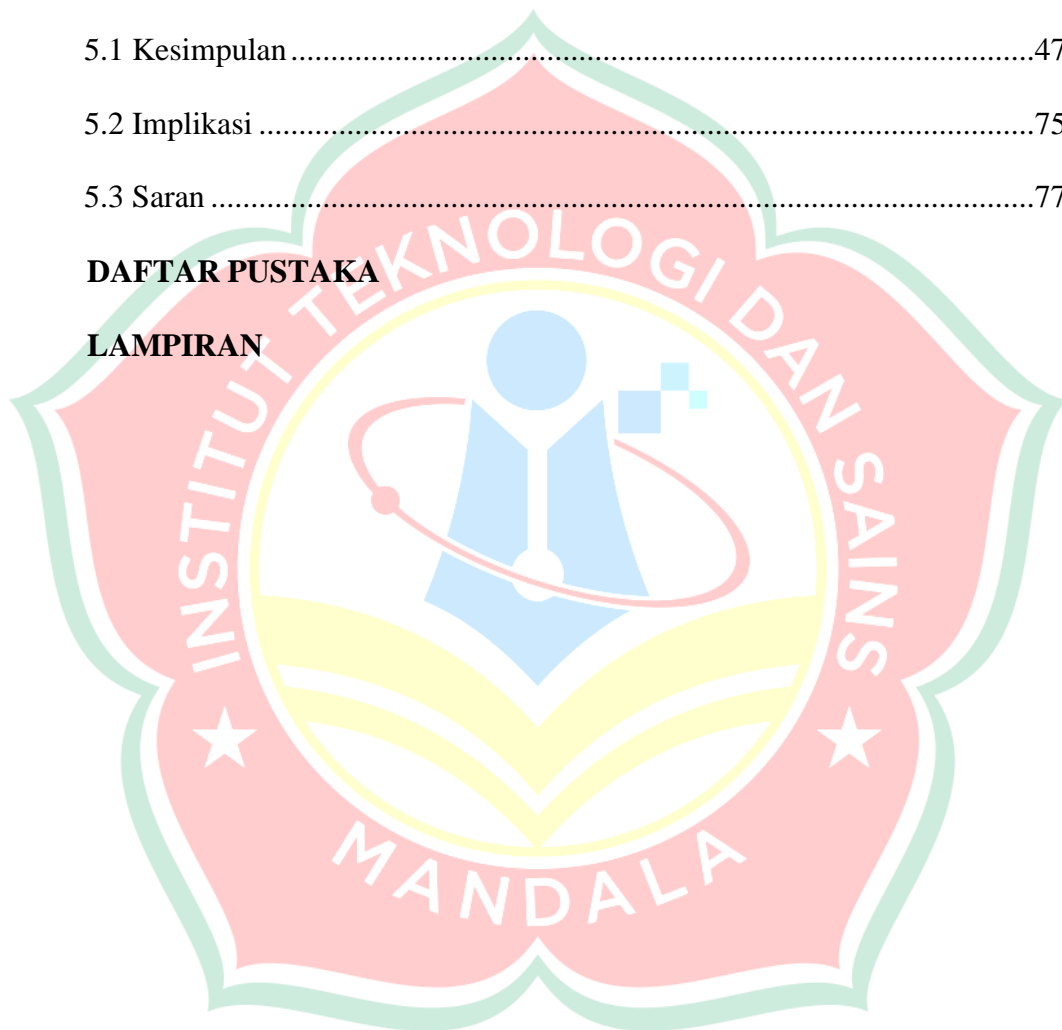 5.1 Kesimpulan ..............................................................................................47
5.2 Implikasi ..................................................................................................75
5.3 Saran ........................................................................................................77
DAFTAR PUSTAKA
LAMPIRAN
INSTITUT TEKNOLOGI DAN SAINS
MANDALA